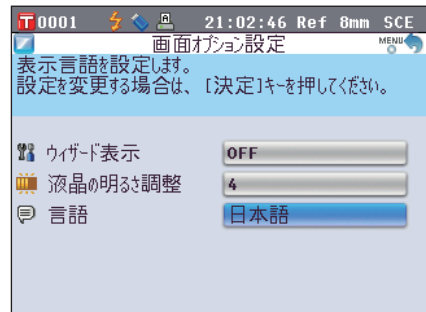 T0001 21:02:46 Ref 8mm SCE
画面ｵﾌﾟｼｮﾝ設定 MENU
表示言語を設定します。
設定を変更する場合は、［決定］ｷｰを押してください。
ｳｨｻﾞｰﾄﾞ表示 OFF
液晶の明るさ調整 4
言語 日本語